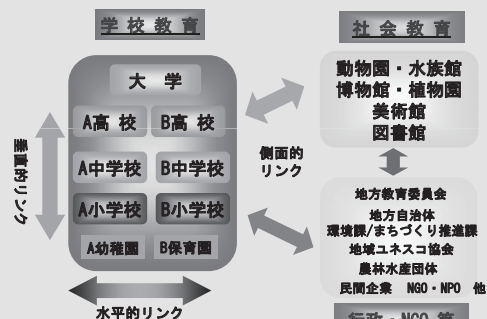 学校教育
社会教育
大 学
A高 校 B高 校
A中学校 B中学校
A小学校 B小学校
A幼稚園 B保育園
垂直的リンク
水平的リンク
側面的
リンク
動物園・水族館
博物館・植物園
美術館
図書館
地方教育委員会
地方自治体
環境課/まちづくり推進課
地域ユネスコ協会
農林水産団体
民間企業 NGO・NPO 他
行政・NGO 等